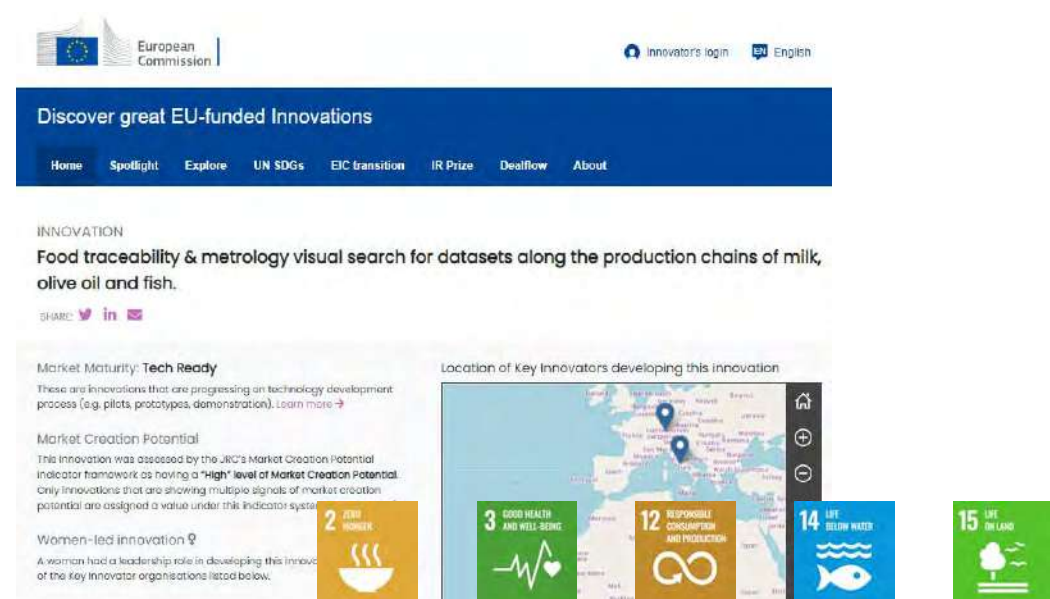 European
Commission
Innovator's login
EN English
Discover great EU-funded Innovations
Home Spotlight Explore UN SDGs EIC transition IR Prize Dealflow About
INNOVATION
Food traceability & metrology visual search for datasets along the production chains of milk,
olive oil and fish.
SHARE:
Market Maturity: Tech Ready
These are innovations that are progressing on technology development
process (e.g. pilots, prototypes, demonstration). Learn more →
Market Creation Potential
This innovation was assessed by the JRC's Market Creation Potential
indicator framework as having a "High" level of Market Creation Potential.
Only innovations that are showing multiple signals of market creation
potential are assigned a value under this indicator
Women-led innovation
A woman had a leadership role in developing this
of the Key Innovator organisations listed below.
Location of Key Innovators developing this innovation
2 ZERO
HUNGER
3 GOOD HEALTH
AND WELL-BEING
12 RESPONSIBLE
CONSUMPTION
AND PRODUCTION
14 LIFE
BELOW WATER
15 LIFE
ON LAND